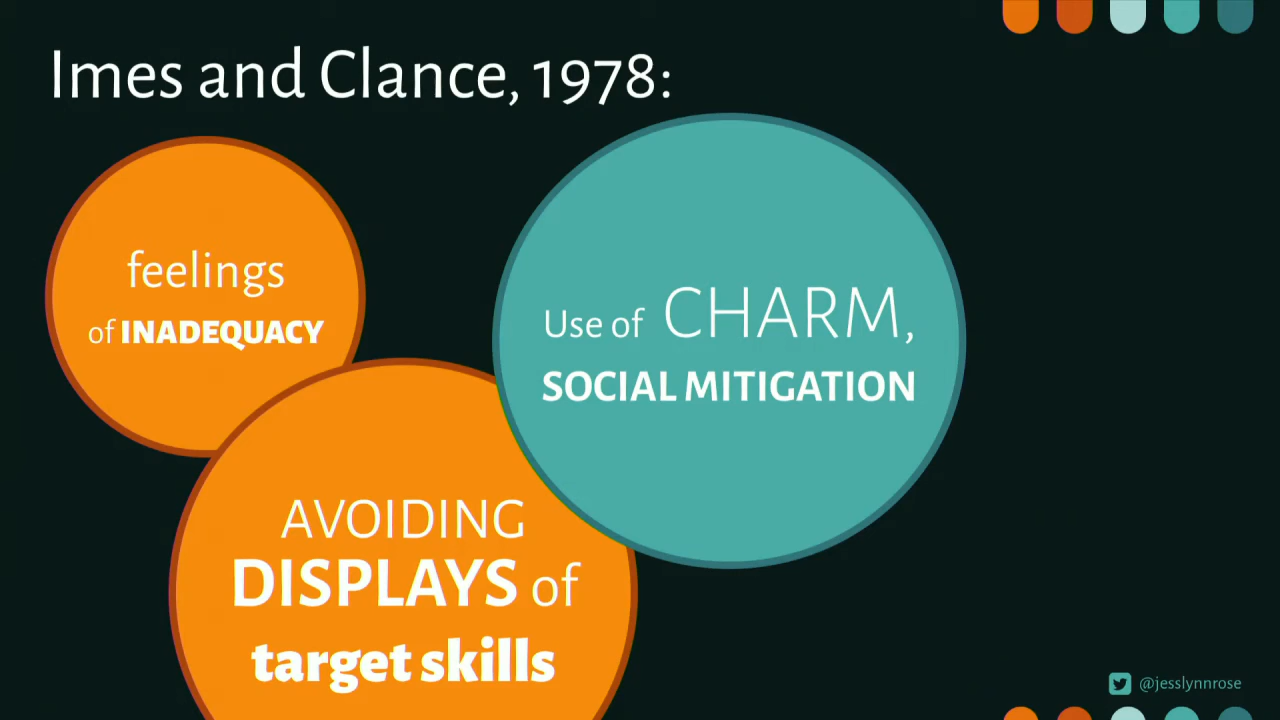 Imes and Clance, 1978:
feelings
of INADEQUACY
Use of CHARM,
SOCIAL MITIGATION
AVOIDING
DISPLAYS of
target skills
@jesslynnrose